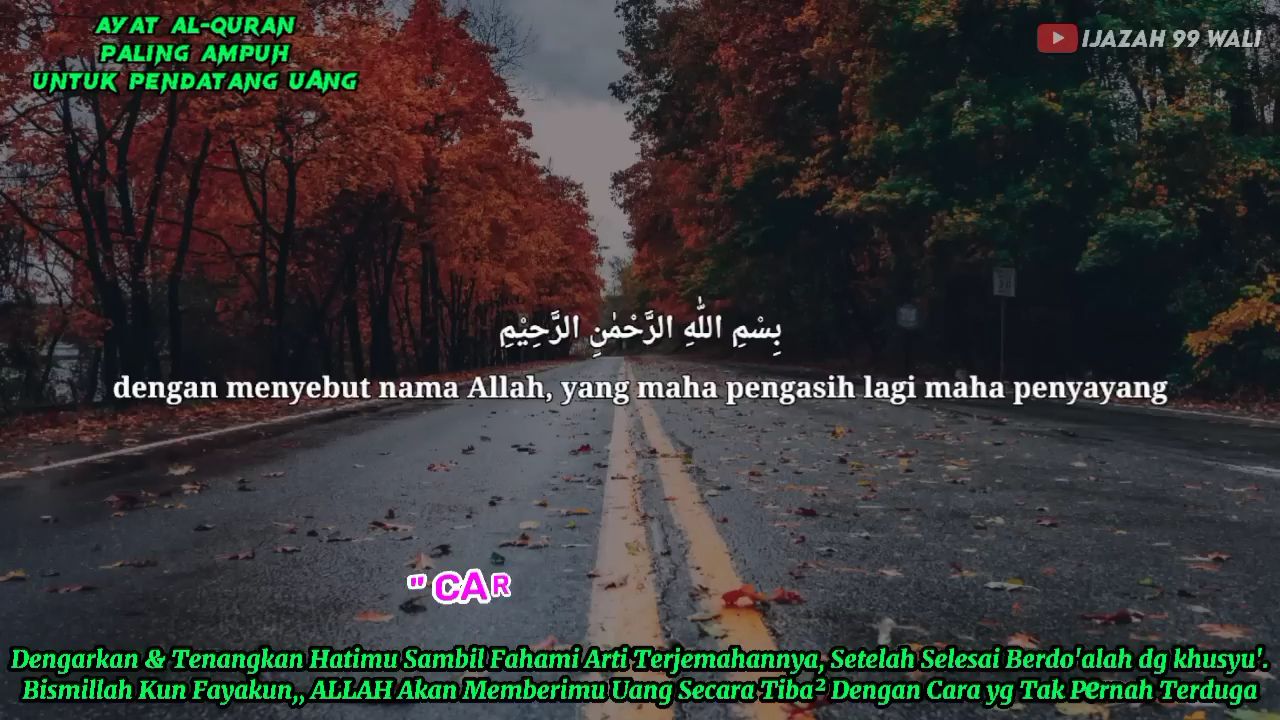 AYAT AL-QURAN
PALING AMPUH
UNTUK PENDATANG UANG
IJAZAH 99 WALI
بِسْمِ اللّٰهِ الرَّحْمٰنِ الرَّحِيْمِ
dengan menyebut nama Allah, yang maha pengasih lagi maha penyayang
" CAR
Dengarkan & Tenangkan Hatimu Sambil Fahami Arti Terjemahannya, Setelah Selesai Berdo'alah dg khusyu'.
Bismillah Kun Fayakun,, ALLAH Akan Memberimu Uang Secara Tiba² Dengan Cara yg Tak Pernah Terduga